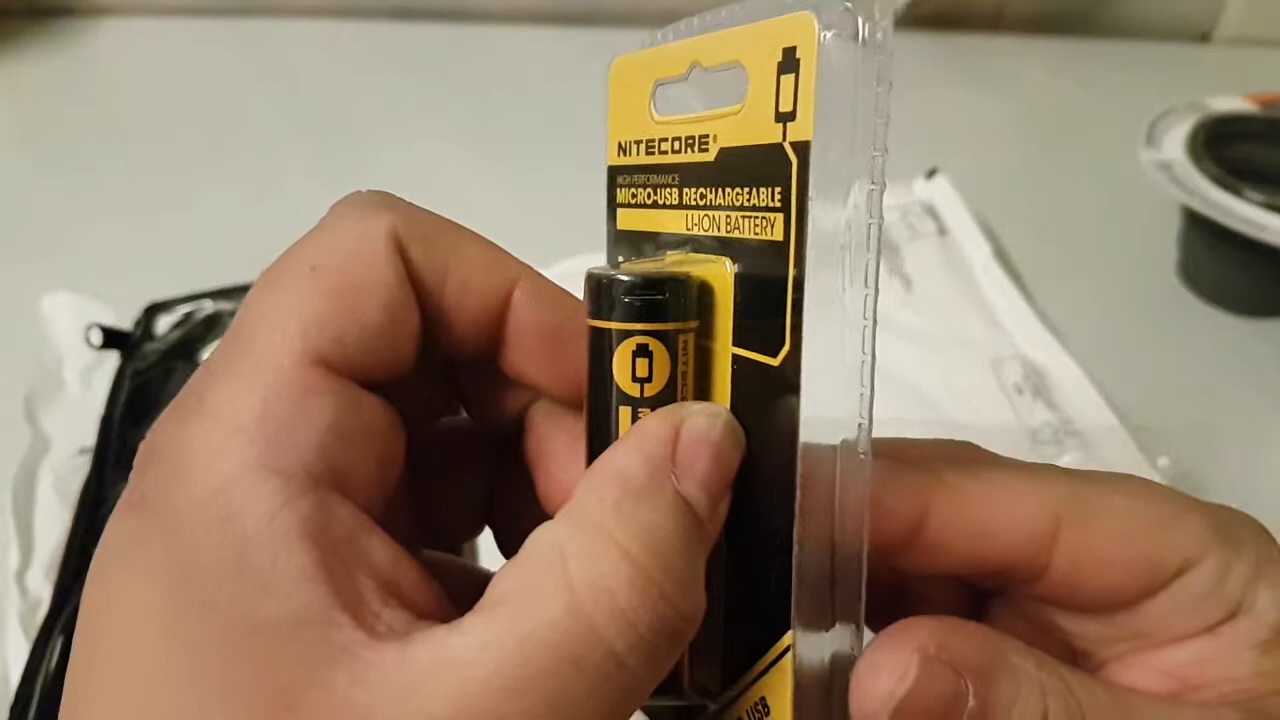 NITECORE®
HIGH PERFORMANCE
MICRO-USB RECHARGEABLE
LI-ION BATTERY
USB